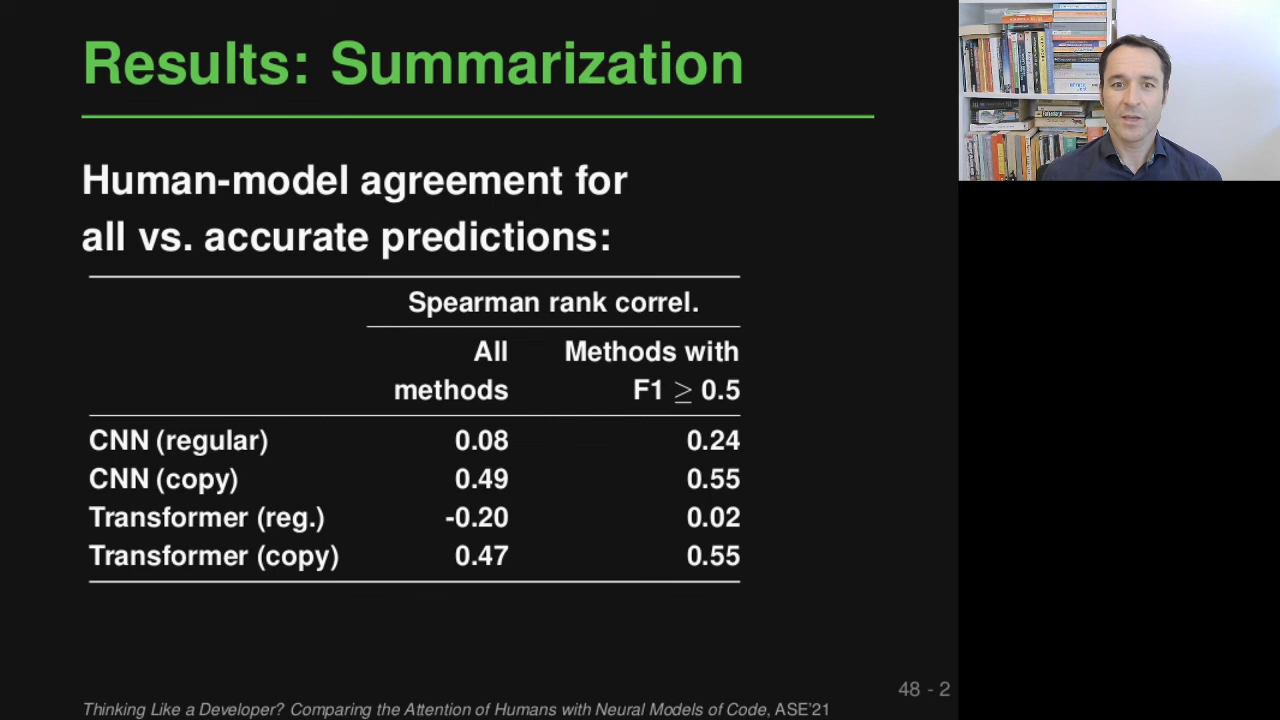 Results: Summarization
Human-model agreement for
all vs. accurate predictions:
Spearman rank correl.
All Methods with
methods F1 ≥ 0.5
CNN (regular) 0.08 0.24
CNN (copy) 0.49 0.55
Transformer (reg.) -0.20 0.02
Transformer (copy) 0.47 0.55
48 - 2
Thinking Like a Developer? Comparing the Attention of Humans with Neural Models of Code, ASE'21